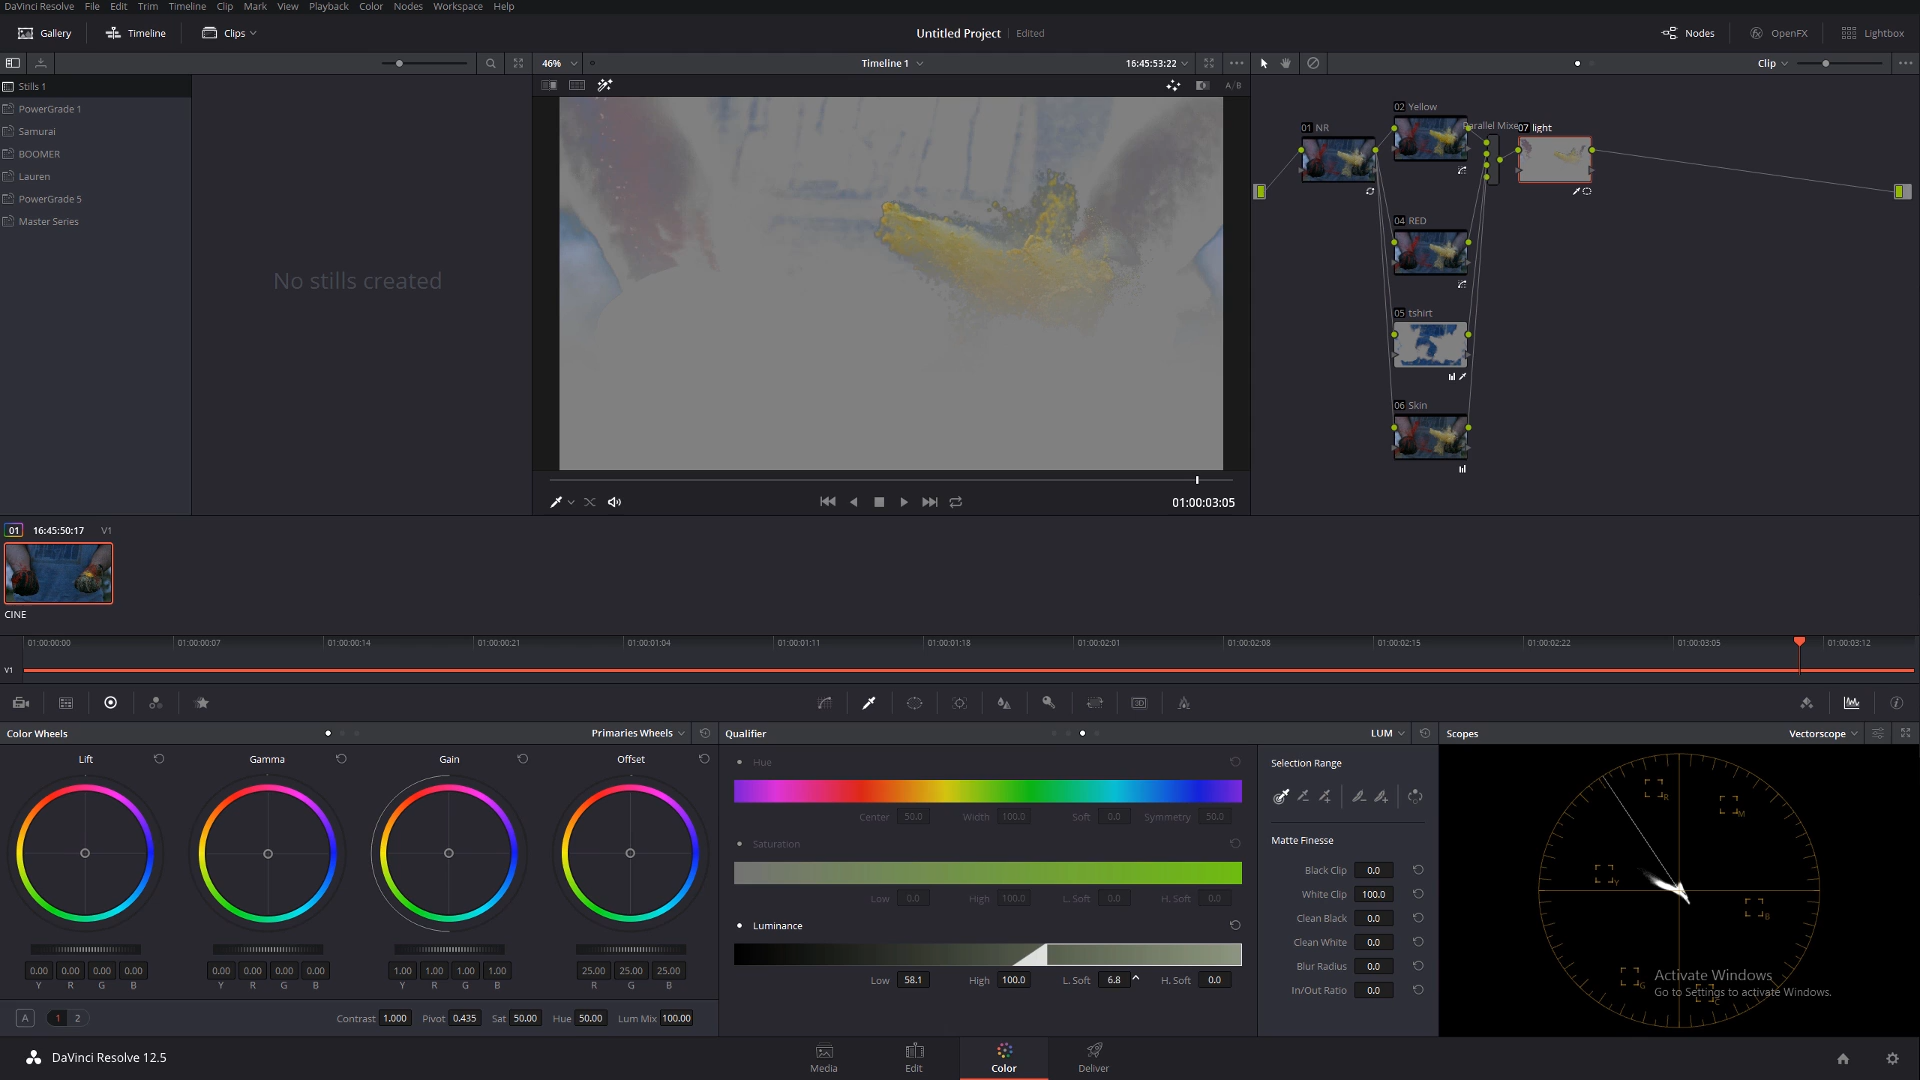 DaVinci Resolve File Edit Trim Timeline Clip Mark View Playback Color Nodes Workspace Help
Gallery Timeline Clips Untitled Project Edited Nodes OpenFX Lightbox
46% Timeline 1 16:45:53:22 Clip
A/B
Stills 1
PowerGrade 1
Samurai
BOOMER
Lauren
PowerGrade 5
Master Series
No stills created
01 NR
02 Yellow
Parallel Mixe
07 light
04 RED
05 tshirt
06 Skin
01:00:03:05
01 16:45:50:17 V1
CINE
01:00:00:00 01:00:00:07 01:00:00:14 01:00:00:21 01:00:01:04 01:00:01:11 01:00:01:18 01:00:02:01 01:00:02:08 01:00:02:15 01:00:02:22 01:00:03:05 01:00:03:12
V1
3D
Color Wheels Primaries Wheels
Lift Gamma Gain Offset
0.00 0.00 0.00 0.00 0.00 0.00 0.00 0.00 1.00 1.00 1.00 1.00 25.00 25.00 25.00
Y R G B Y R G B Y R G B R G B
A 1 2 Contrast 1.000 Pivot 0.435 Sat 50.00 Hue 50.00 Lum Mix 100.00
Qualifier LUM
Hue
Center 50.0 Width 100.0 Soft 0.0 Symmetry 50.0
Saturation
Low 0.0 High 100.0 L. Soft 0.0 H. Soft 0.0
Luminance
Low 58.1 High 100.0 L. Soft 6.8 H. Soft 0.0
Selection Range
Matte Finesse
Black Clip 0.0
White Clip 100.0
Clean Black 0.0
Clean White 0.0
Blur Radius 0.0
In/Out Ratio 0.0
Scopes Vectorscope
R
M
Y
B
G
C
Activate Windows
Go to Settings to activate Windows.
DaVinci Resolve 12.5
Media Edit Color Deliver